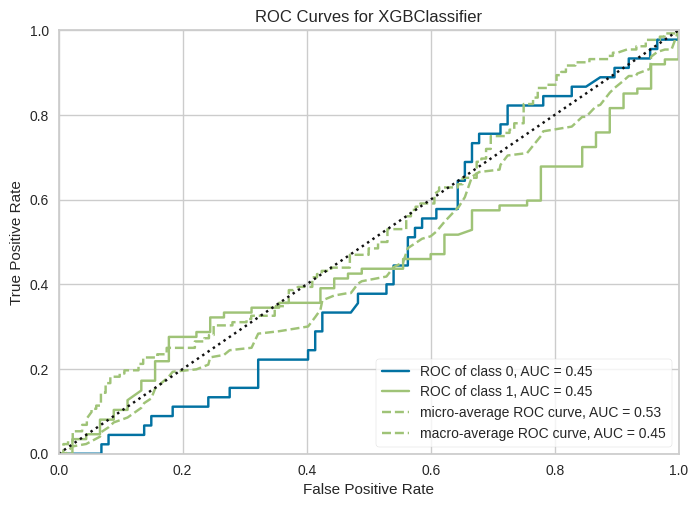 ROC Curves for XGBClassifier
True Positive Rate
1.0
0.8
0.6
0.4
0.2
0.0
ROC of class 0, AUC = 0.45
ROC of class 1, AUC = 0.45
micro-average ROC curve, AUC = 0.53
macro-average ROC curve, AUC = 0.45
0.0 0.2 0.4 0.6 0.8 1.0
False Positive Rate